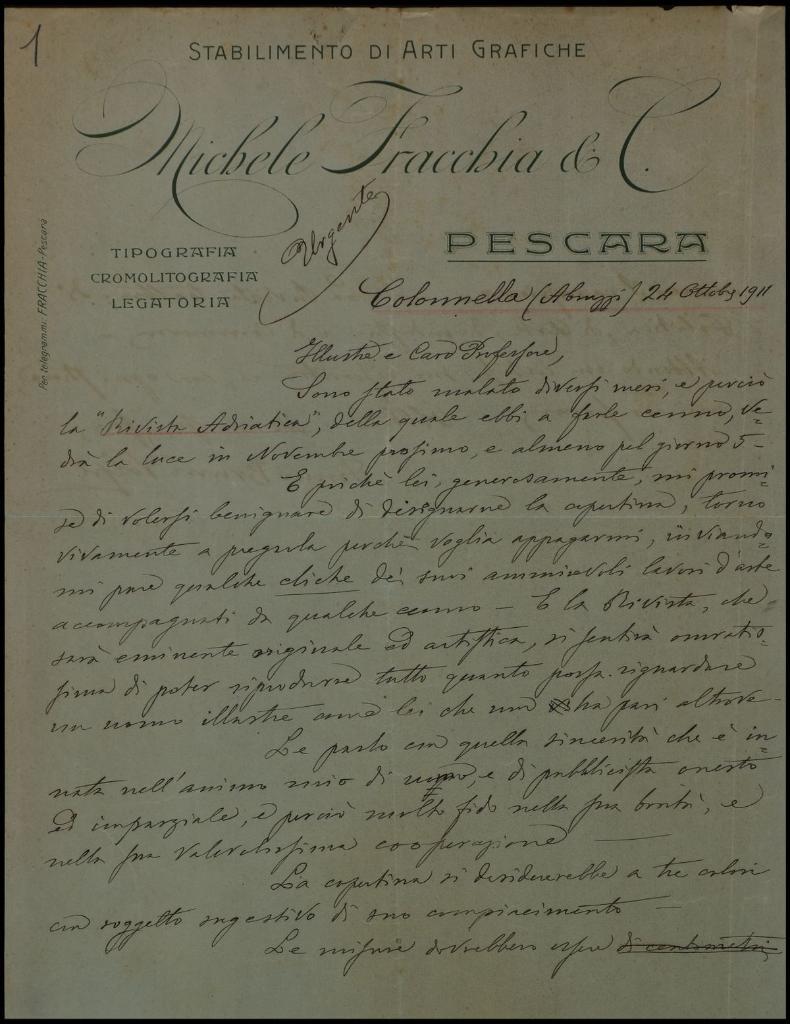 1
STABILIMENTO DI ARTI GRAFICHE
Michele Fracchia & C.
Urgente
PESCARA
TIPOGRAFIA
CROMOLITOGRAFIA
LEGATORIA
Per telegrammi: FRACCHIA-Pescara
Colonnella (Abruzzi) 24 Ottobre 1911
Illustre e Caro Professore,
Sono stato malato diversi mesi, e perciò
la "Rivista Adriatica", della quale ebbi a farle cenno, ve=
drà la luce in Novembre prossimo, e almeno pel giorno 5-
E poichè lei, generosamente, mi promi=
se di volersi benignare di disegnarne la copertina, torno
vivamente a pregarla perchè voglia appagarmi, inviando=
mi pure qualche cliche dei suoi ammirevoli lavori d'arte
accompagnati da qualche cenno - E la Rivista, che
sarà eminente originale ed artistica, si sentirà onoratis=
sima di poter riprodurre tutto quanto possa riguardare
un uomo illustre come lei che non ha pari altrove-
Le parlo con quella sincerità che è in=
nata nell'animo mio di uomo, e di pubblicista onesto
ed imparziale, e perciò molto fido nella sua bontà, e
nella sua valevolissima cooperazione —
La copertina si desidererebbe a tre colori
con soggetto sugestivo di suo compiacimento —
Le misure dovrebbero essere di centimetri